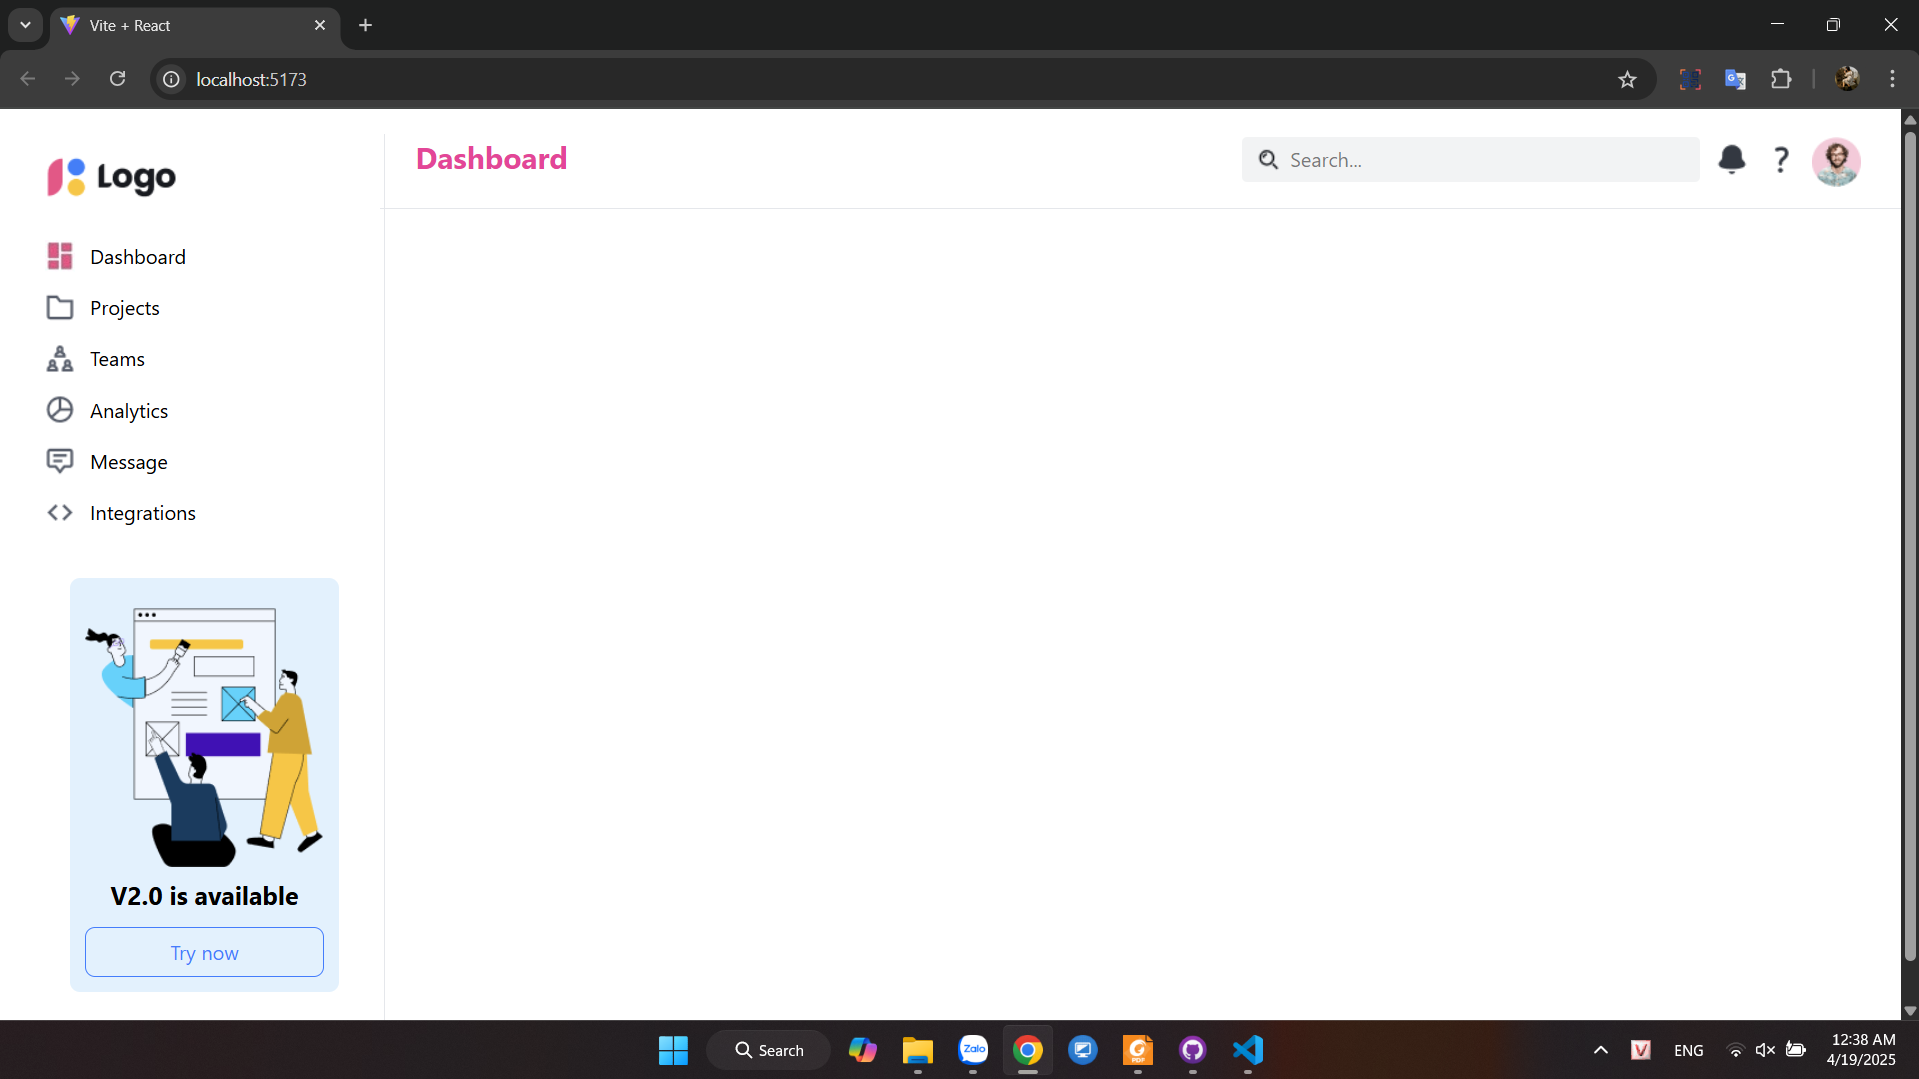 Vite + React
localhost:5173
Logo
Dashboard
Search...
?
Dashboard
Projects
Teams
Analytics
Message
Integrations
V2.0 is available
Try now
Search
Zalo
PDF
V
ENG
12:38 AM
4/19/2025